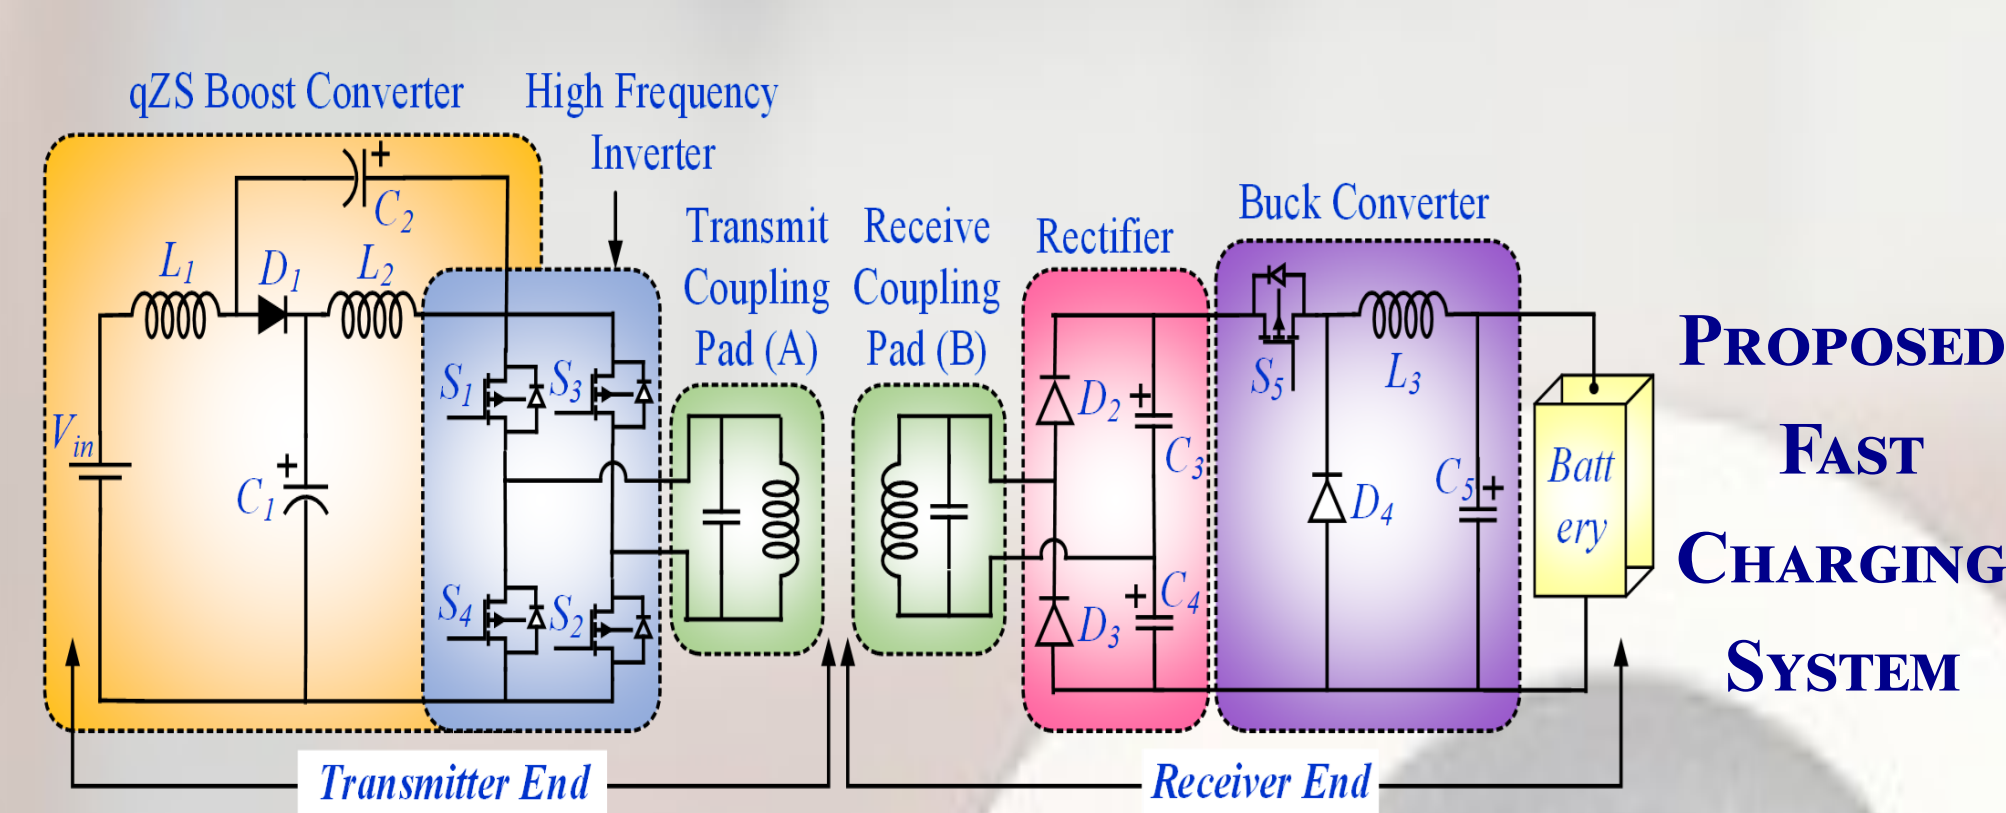 qZS Boost Converter
High Frequency
Inverter
Transmit
Coupling
Pad (A)
Receive
Coupling
Pad (B)
Rectifier
Buck Converter
C2
+
L1
D1
L2
Vin
C1
+
S1
S3
S4
S2
D2
+
C3
D3
+
C4
S5
L3
D4
C5
+
Batt
ery
PROPOSED
FAST
CHARGING
SYSTEM
Transmitter End
Receiver End